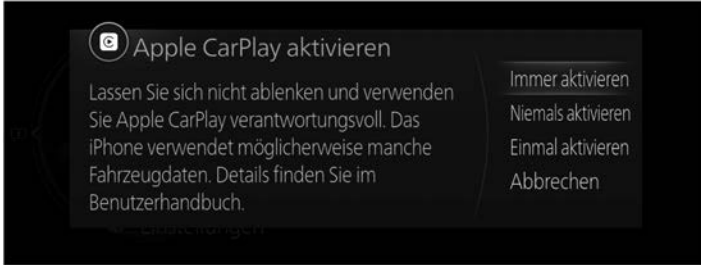 Apple CarPlay aktivieren
Lassen Sie sich nicht ablenken und verwenden
Sie Apple CarPlay verantwortungsvoll. Das
iPhone verwendet möglicherweise manche
Fahrzeugdaten. Details finden Sie im
Benutzerhandbuch.
Immer aktivieren
Niemals aktivieren
Einmal aktivieren
Abbrechen
Einstellungen